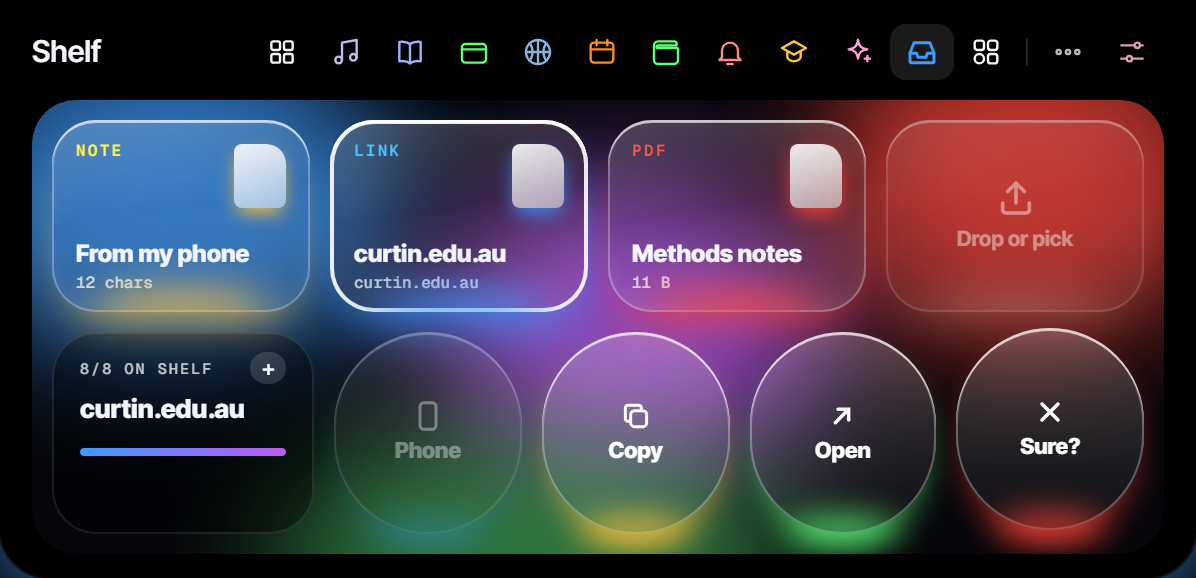 Shelf
NOTE
From my phone
12 chars
LINK
curtin.edu.au
curtin.edu.au
PDF
Methods notes
11 B
Drop or pick
8/8 ON SHELF
curtin.edu.au
Phone
Copy
Open
Sure?